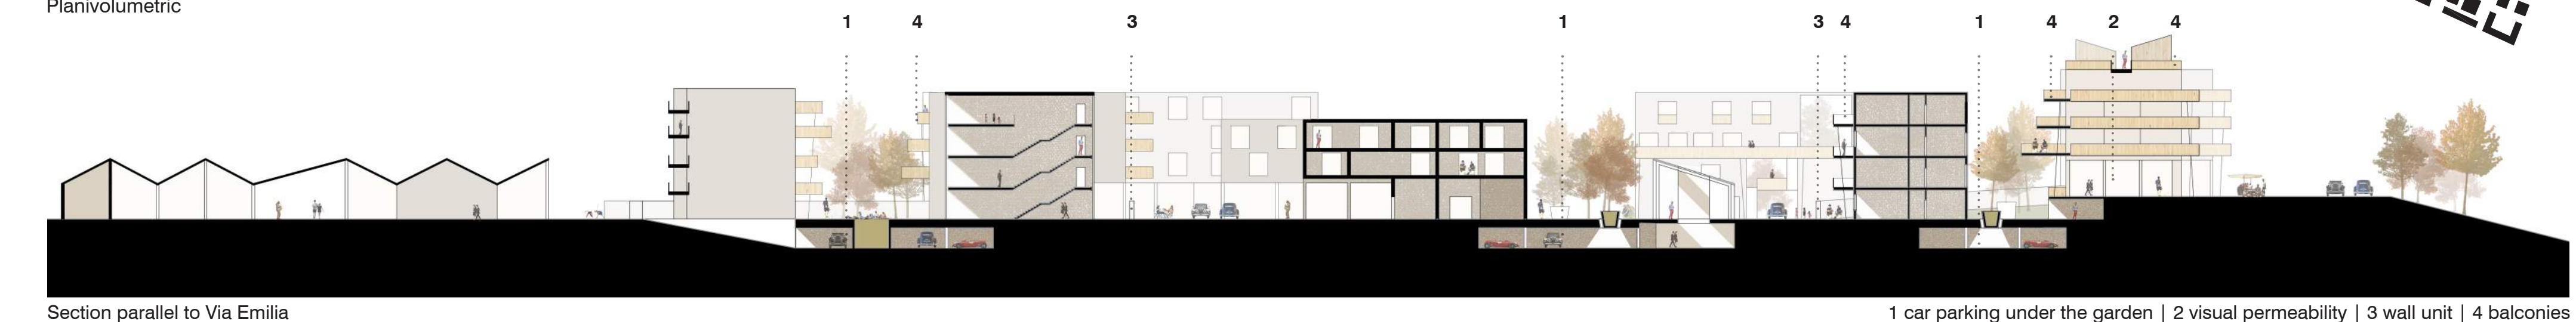 Planivolumetric
1 4 3 1 3 4 1 4 2 4
Section parallel to Via Emilia
1 car parking under the garden | 2 visual permeability | 3 wall unit | 4 balconies